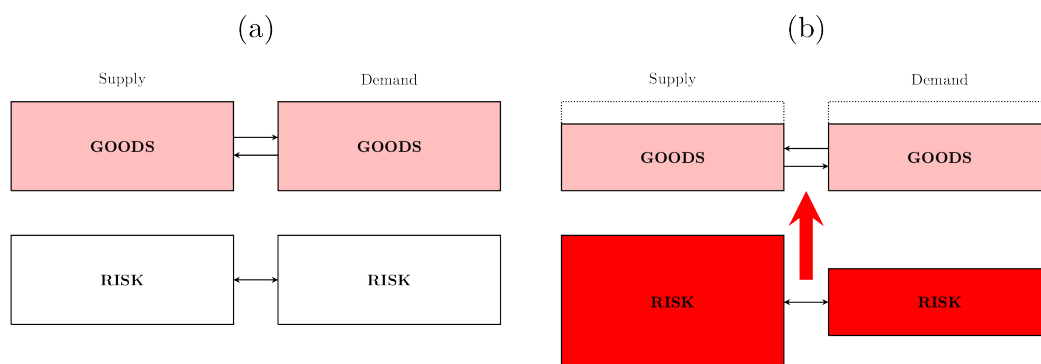 (a)
(b)
Supply
Demand
Supply
Demand
GOODS
GOODS
GOODS
GOODS
RISK
RISK
RISK
RISK